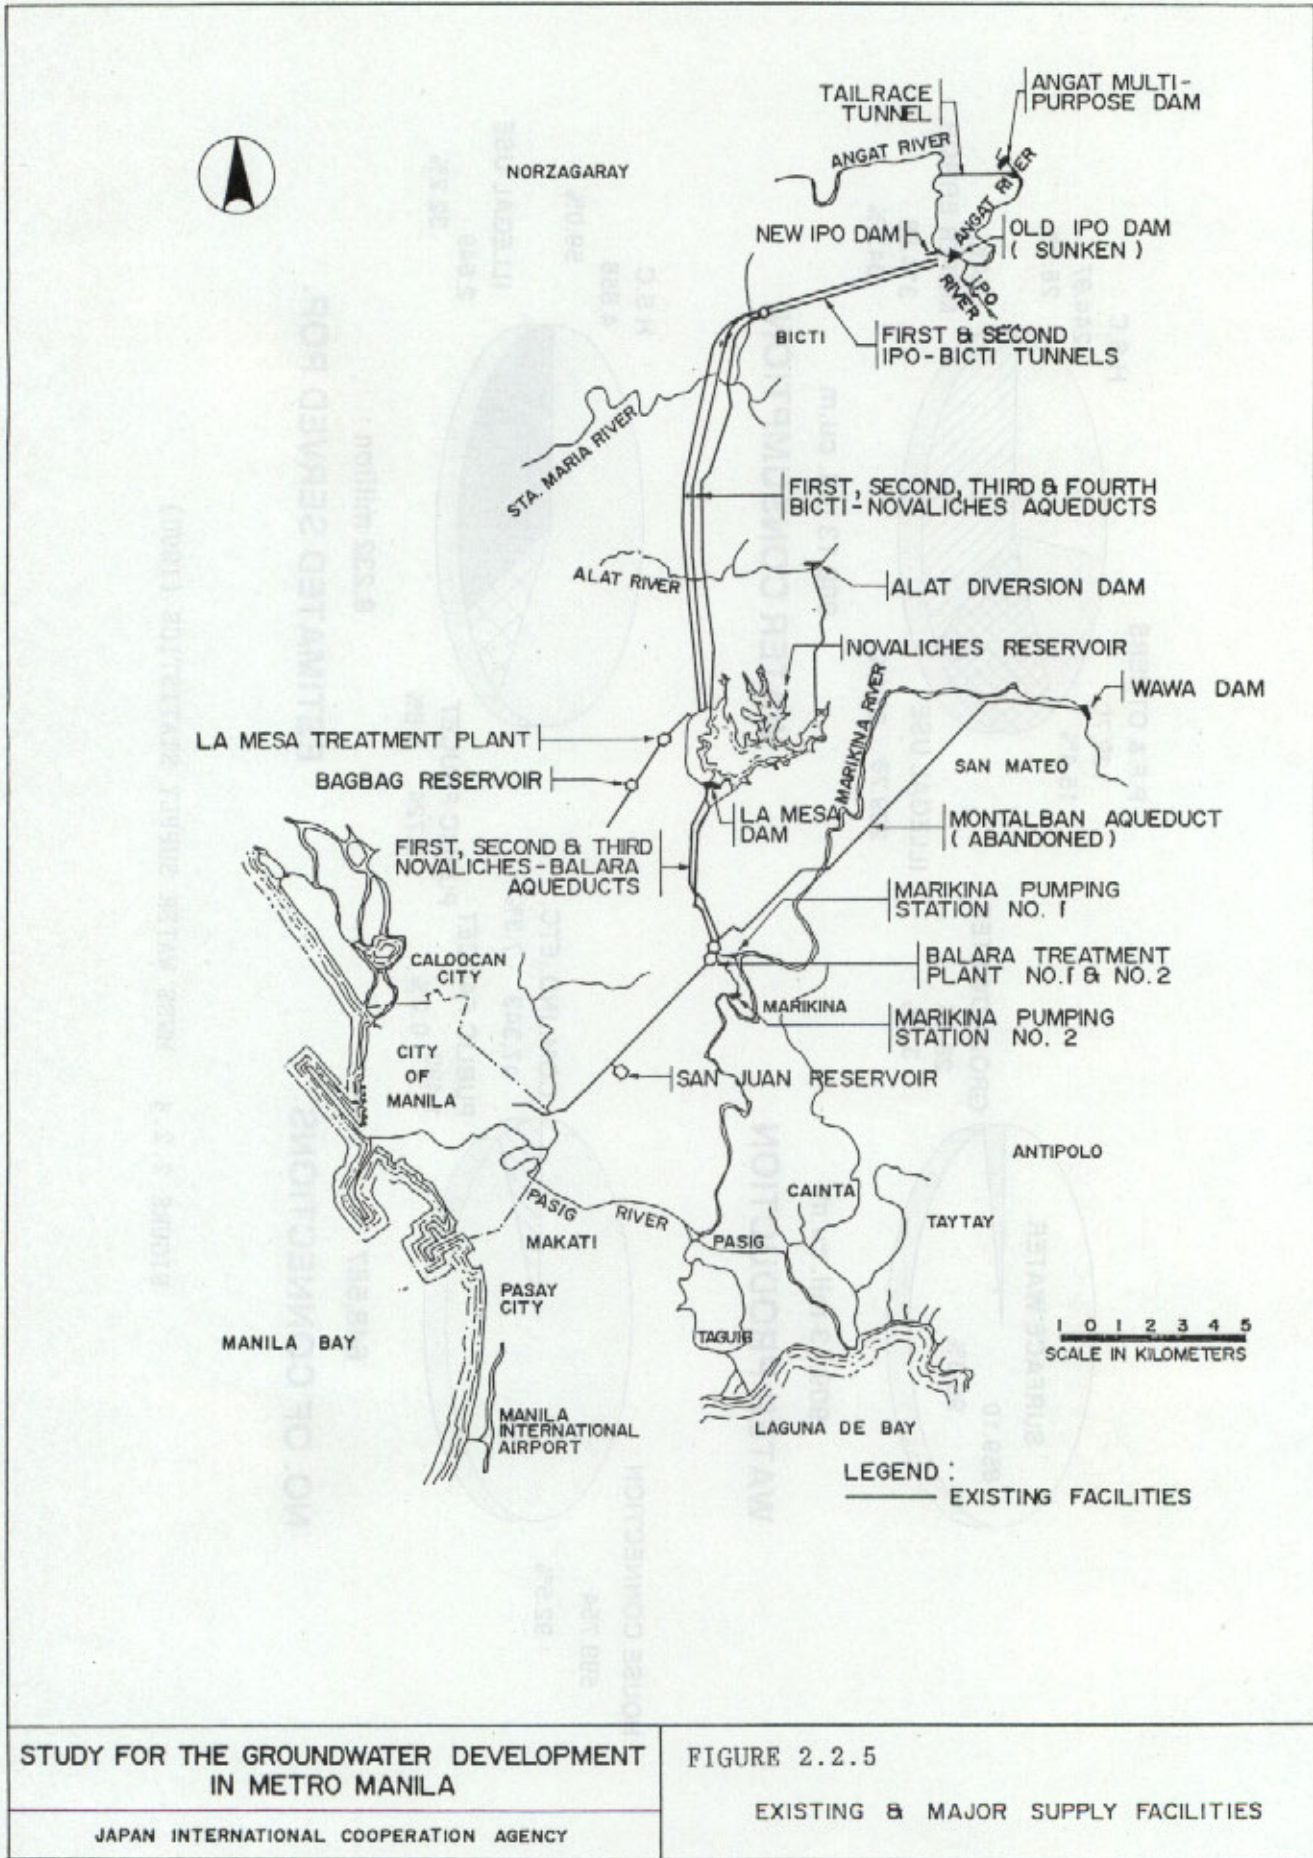 TAILRACE
TUNNEL
ANGAT MULTI-
PURPOSE DAM
ANGAT RIVER
NORZAGARAY
ANGAT RIVER
NEW IPO DAM
OLD IPO DAM
( SUNKEN )
IPO
RIVER
BICTI
FIRST & SECOND
IPO-BICTI TUNNELS
STA. MARIA RIVER
FIRST, SECOND, THIRD & FOURTH
BICTI-NOVALICHES AQUEDUCTS
ALAT RIVER
ALAT DIVERSION DAM
NOVALICHES RESERVOIR
WAWA DAM
LA MESA TREATMENT PLANT
MARIKINA RIVER
SAN MATEO
BAGBAG RESERVOIR
LA MESA
DAM
MONTALBAN AQUEDUCT
( ABANDONED )
FIRST, SECOND & THIRD
NOVALICHES-BALARA
AQUEDUCTS
MARIKINA PUMPING
STATION NO. 1
CALOOCAN
CITY
BALARA TREATMENT
PLANT NO.1 & NO.2
MARIKINA
MARIKINA PUMPING
STATION NO. 2
CITY
OF
MANILA
SAN JUAN RESERVOIR
ANTIPOLO
CAINTA
PASIG RIVER
TAYTAY
MAKATI
PASIG
PASAY
CITY
MANILA BAY
TAGUIG
1 0 1 2 3 4 5
SCALE IN KILOMETERS
MANILA
INTERNATIONAL
AIRPORT
LAGUNA DE BAY
LEGEND :
EXISTING FACILITIES
STUDY FOR THE GROUNDWATER DEVELOPMENT
IN METRO MANILA
JAPAN INTERNATIONAL COOPERATION AGENCY
FIGURE 2.2.5
EXISTING & MAJOR SUPPLY FACILITIES